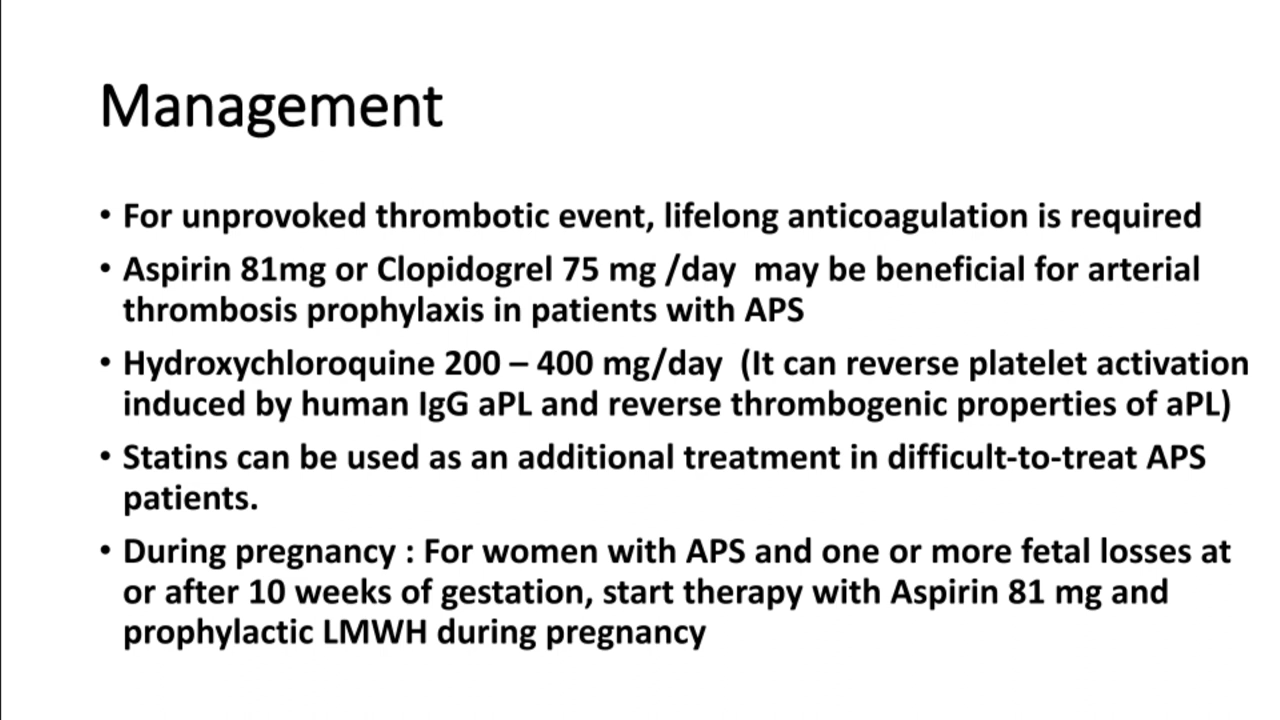 Management
• For unprovoked thrombotic event, lifelong anticoagulation is required
• Aspirin 81mg or Clopidogrel 75 mg /day  may be beneficial for arterial
thrombosis prophylaxis in patients with APS
• Hydroxychloroquine 200 – 400 mg/day  (It can reverse platelet activation
induced by human IgG aPL and reverse thrombogenic properties of aPL)
• Statins can be used as an additional treatment in difficult-to-treat APS
patients.
• During pregnancy : For women with APS and one or more fetal losses at
or after 10 weeks of gestation, start therapy with Aspirin 81 mg and
prophylactic LMWH during pregnancy